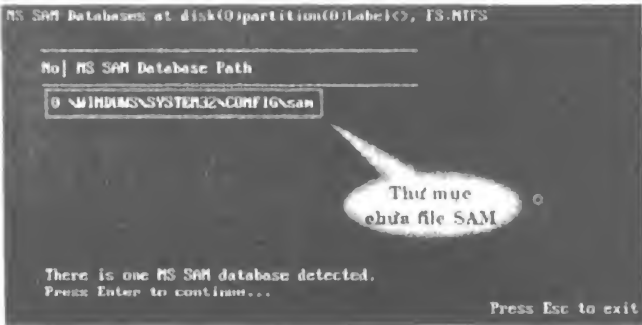 MS SAM Databases at disk(0)partition(0)Label<>, FS.NTFS
No| MS SAM Database Path
0 \WINDOWS\SYSTEM32\CONFIG\sam
Thư mục
chứa file SAM
There is one MS SAM database detected.
Press Enter to continue...
Press Esc to exit